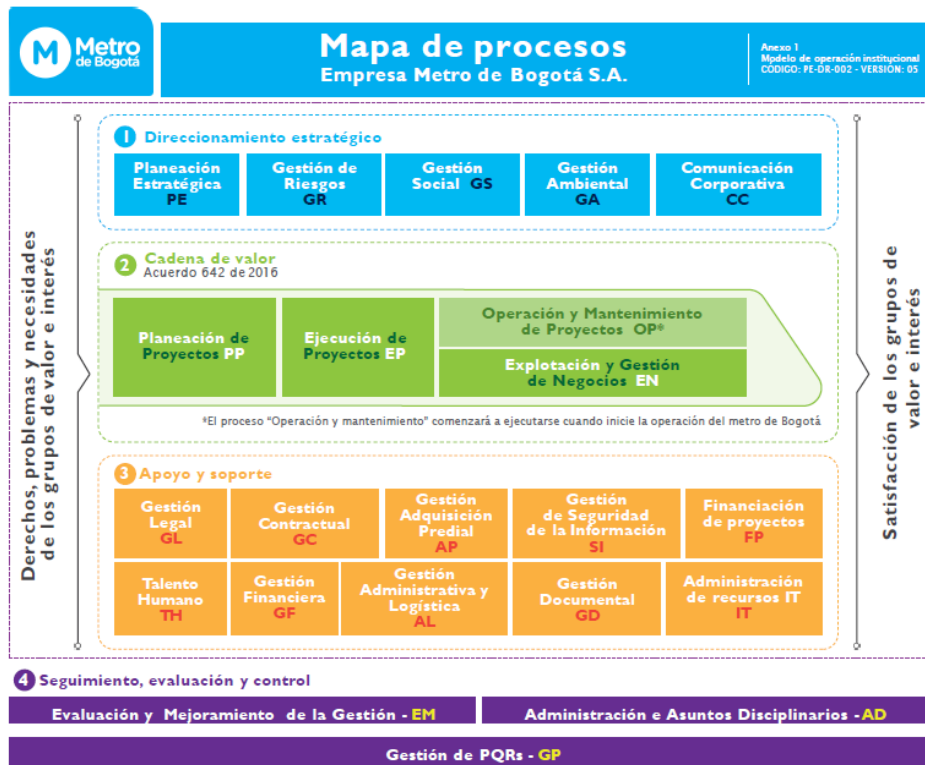 Metro
de Bogotá
Mapa de procesos
Empresa Metro de Bogotá S.A.
Anexo 1
Mpdelo de operación institucional
CODIGO: PE-DR-002 - VERSIÓN: 05
Derechos, problemas y necesidades
de los grupos de valor e interés
1 Direccionamiento estratégico
Planeación
Estratégica
PE
Gestión de
Riesgos
GR
Gestión
Social GS
Gestión
Ambiental
GA
Comunicación
Corporativa
CC
2 Cadena de valor
Acuerdo 642 de 2016
Planeación de
Proyectos PP
Ejecución de
Proyectos EP
Operación y Mantenimiento
de Proyectos OP*
Explotación y Gestión
de Negocios EN
*El proceso “Operación y mantenimiento” comenzará a ejecutarse cuando inicie la operación del metro de Bogotá
3 Apoyo y soporte
Gestión
Legal
GL
Gestión
Contractual
GC
Gestión
Adquisición
Predial
AP
Gestión
de Seguridad
de la Información
SI
Financiación
de proyectos
FP
Talento
Humano
TH
Gestión
Financiera
GF
Gestión
Administrativa y
Logística
AL
Gestión
Documental
GD
Administración
de recursos IT
IT
Satisfacción de los grupos de
valor e interés
4 Seguimiento, evaluación y control
Evaluación y Mejoramiento de la Gestión - EM
Administración e Asuntos Disciplinarios - AD
Gestión de PQRs - GP